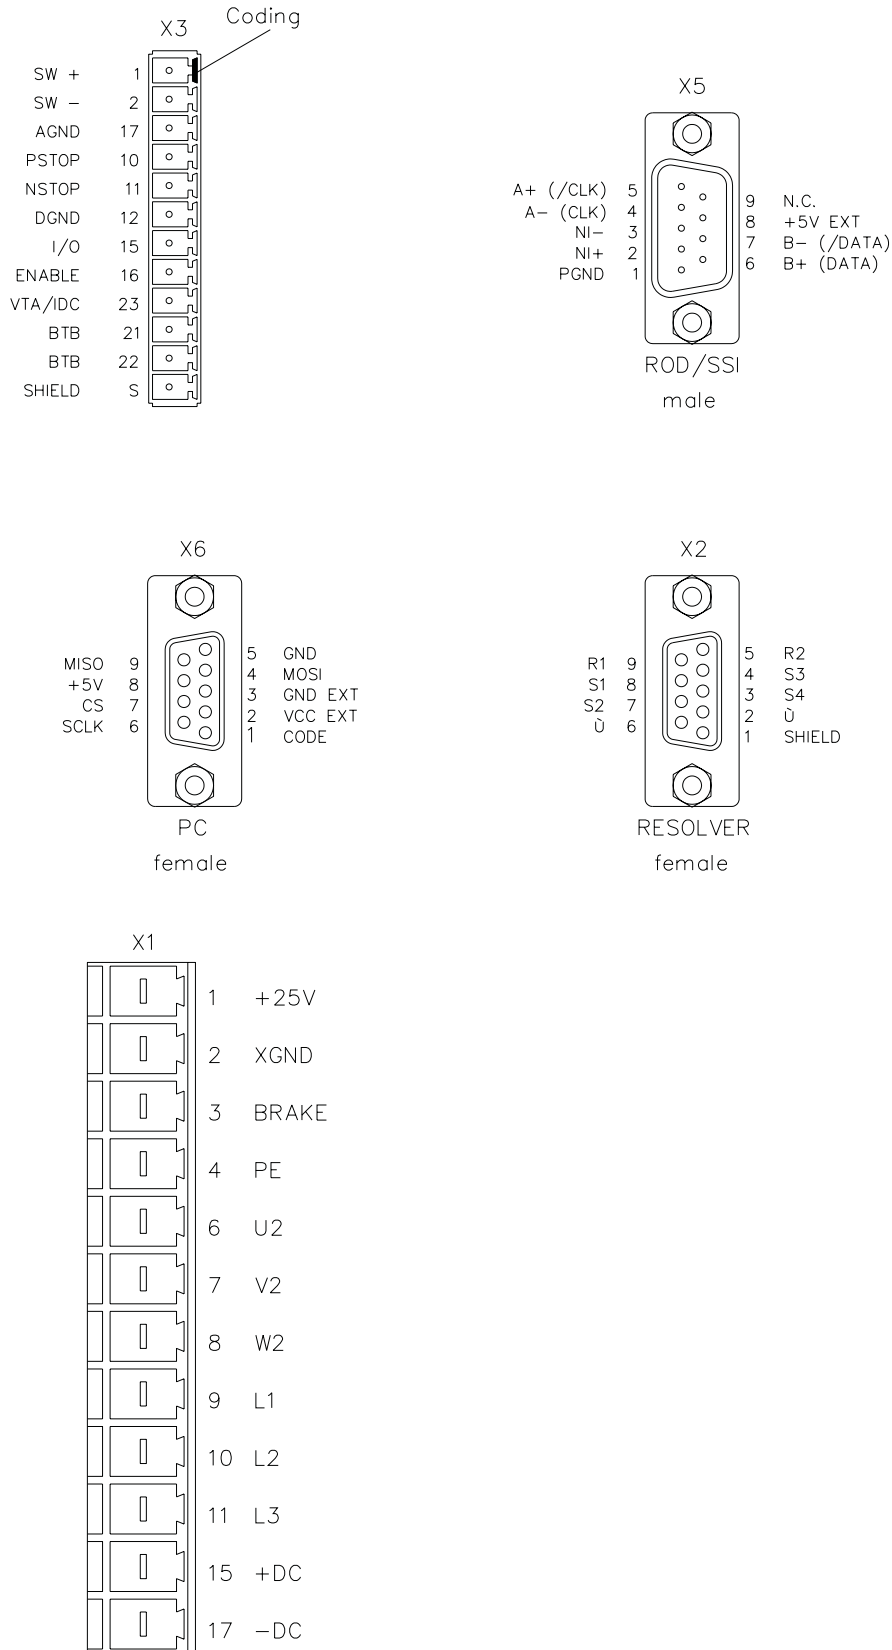 Coding
X3
SW + 1
SW - 2
AGND 17
PSTOP 10
NSTOP 11
DGND 12
I/O 15
ENABLE 16
VTA/IDC 23
BTB 21
BTB 22
SHIELD S
X5
A+ (/CLK) 5
A- (CLK) 4
NI- 3
NI+ 2
PGND 1
9 N.C.
8 +5V EXT
7 B- (/DATA)
6 B+ (DATA)
ROD/SSI
male
X6
MISO 9
+5V 8
CS 7
SCLK 6
5 GND
4 MOSI
3 GND EXT
2 VCC EXT
1 CODE
PC
female
X2
R1 9
S1 8
S2 7
Ù 6
5 R2
4 S3
3 S4
2 Ù
1 SHIELD
RESOLVER
female
X1
1 +25V
2 XGND
3 BRAKE
4 PE
6 U2
7 V2
8 W2
9 L1
10 L2
11 L3
15 +DC
17 -DC